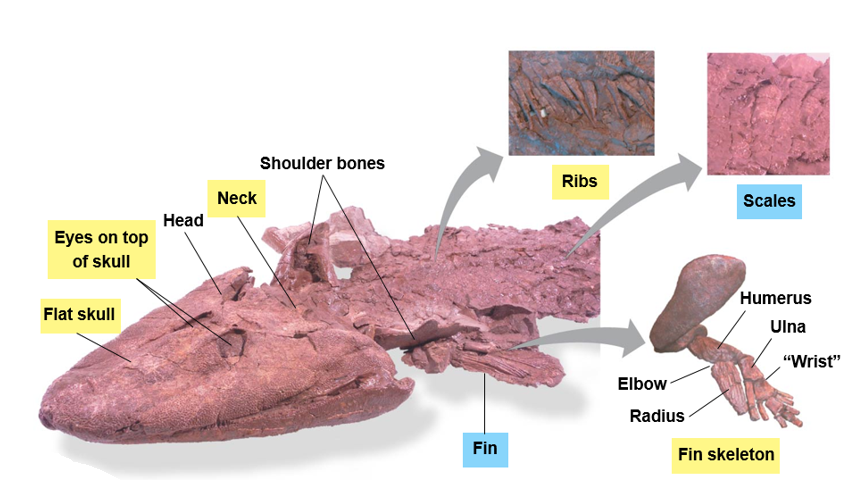 Shoulder bones
Ribs
Scales
Neck
Head
Eyes on top
of skull
Flat skull
Humerus
Ulna
“Wrist”
Elbow
Radius
Fin
Fin skeleton